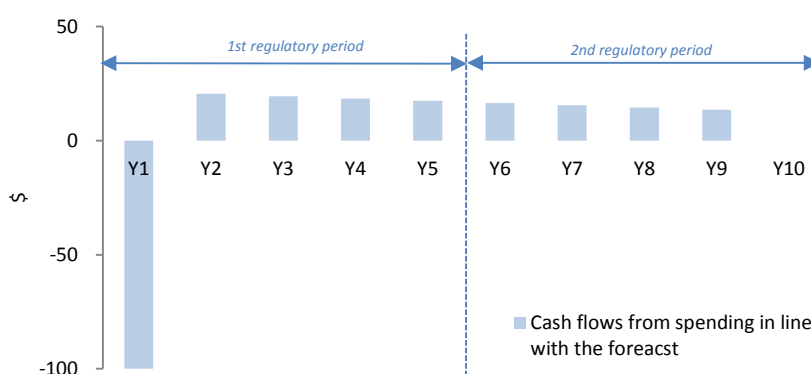 50
1st regulatory period
2nd regulatory period
0
Y1 Y2 Y3 Y4 Y5 Y6 Y7 Y8 Y9 Y10
$
-50
Cash flows from spending in line
with the foreacst
-100